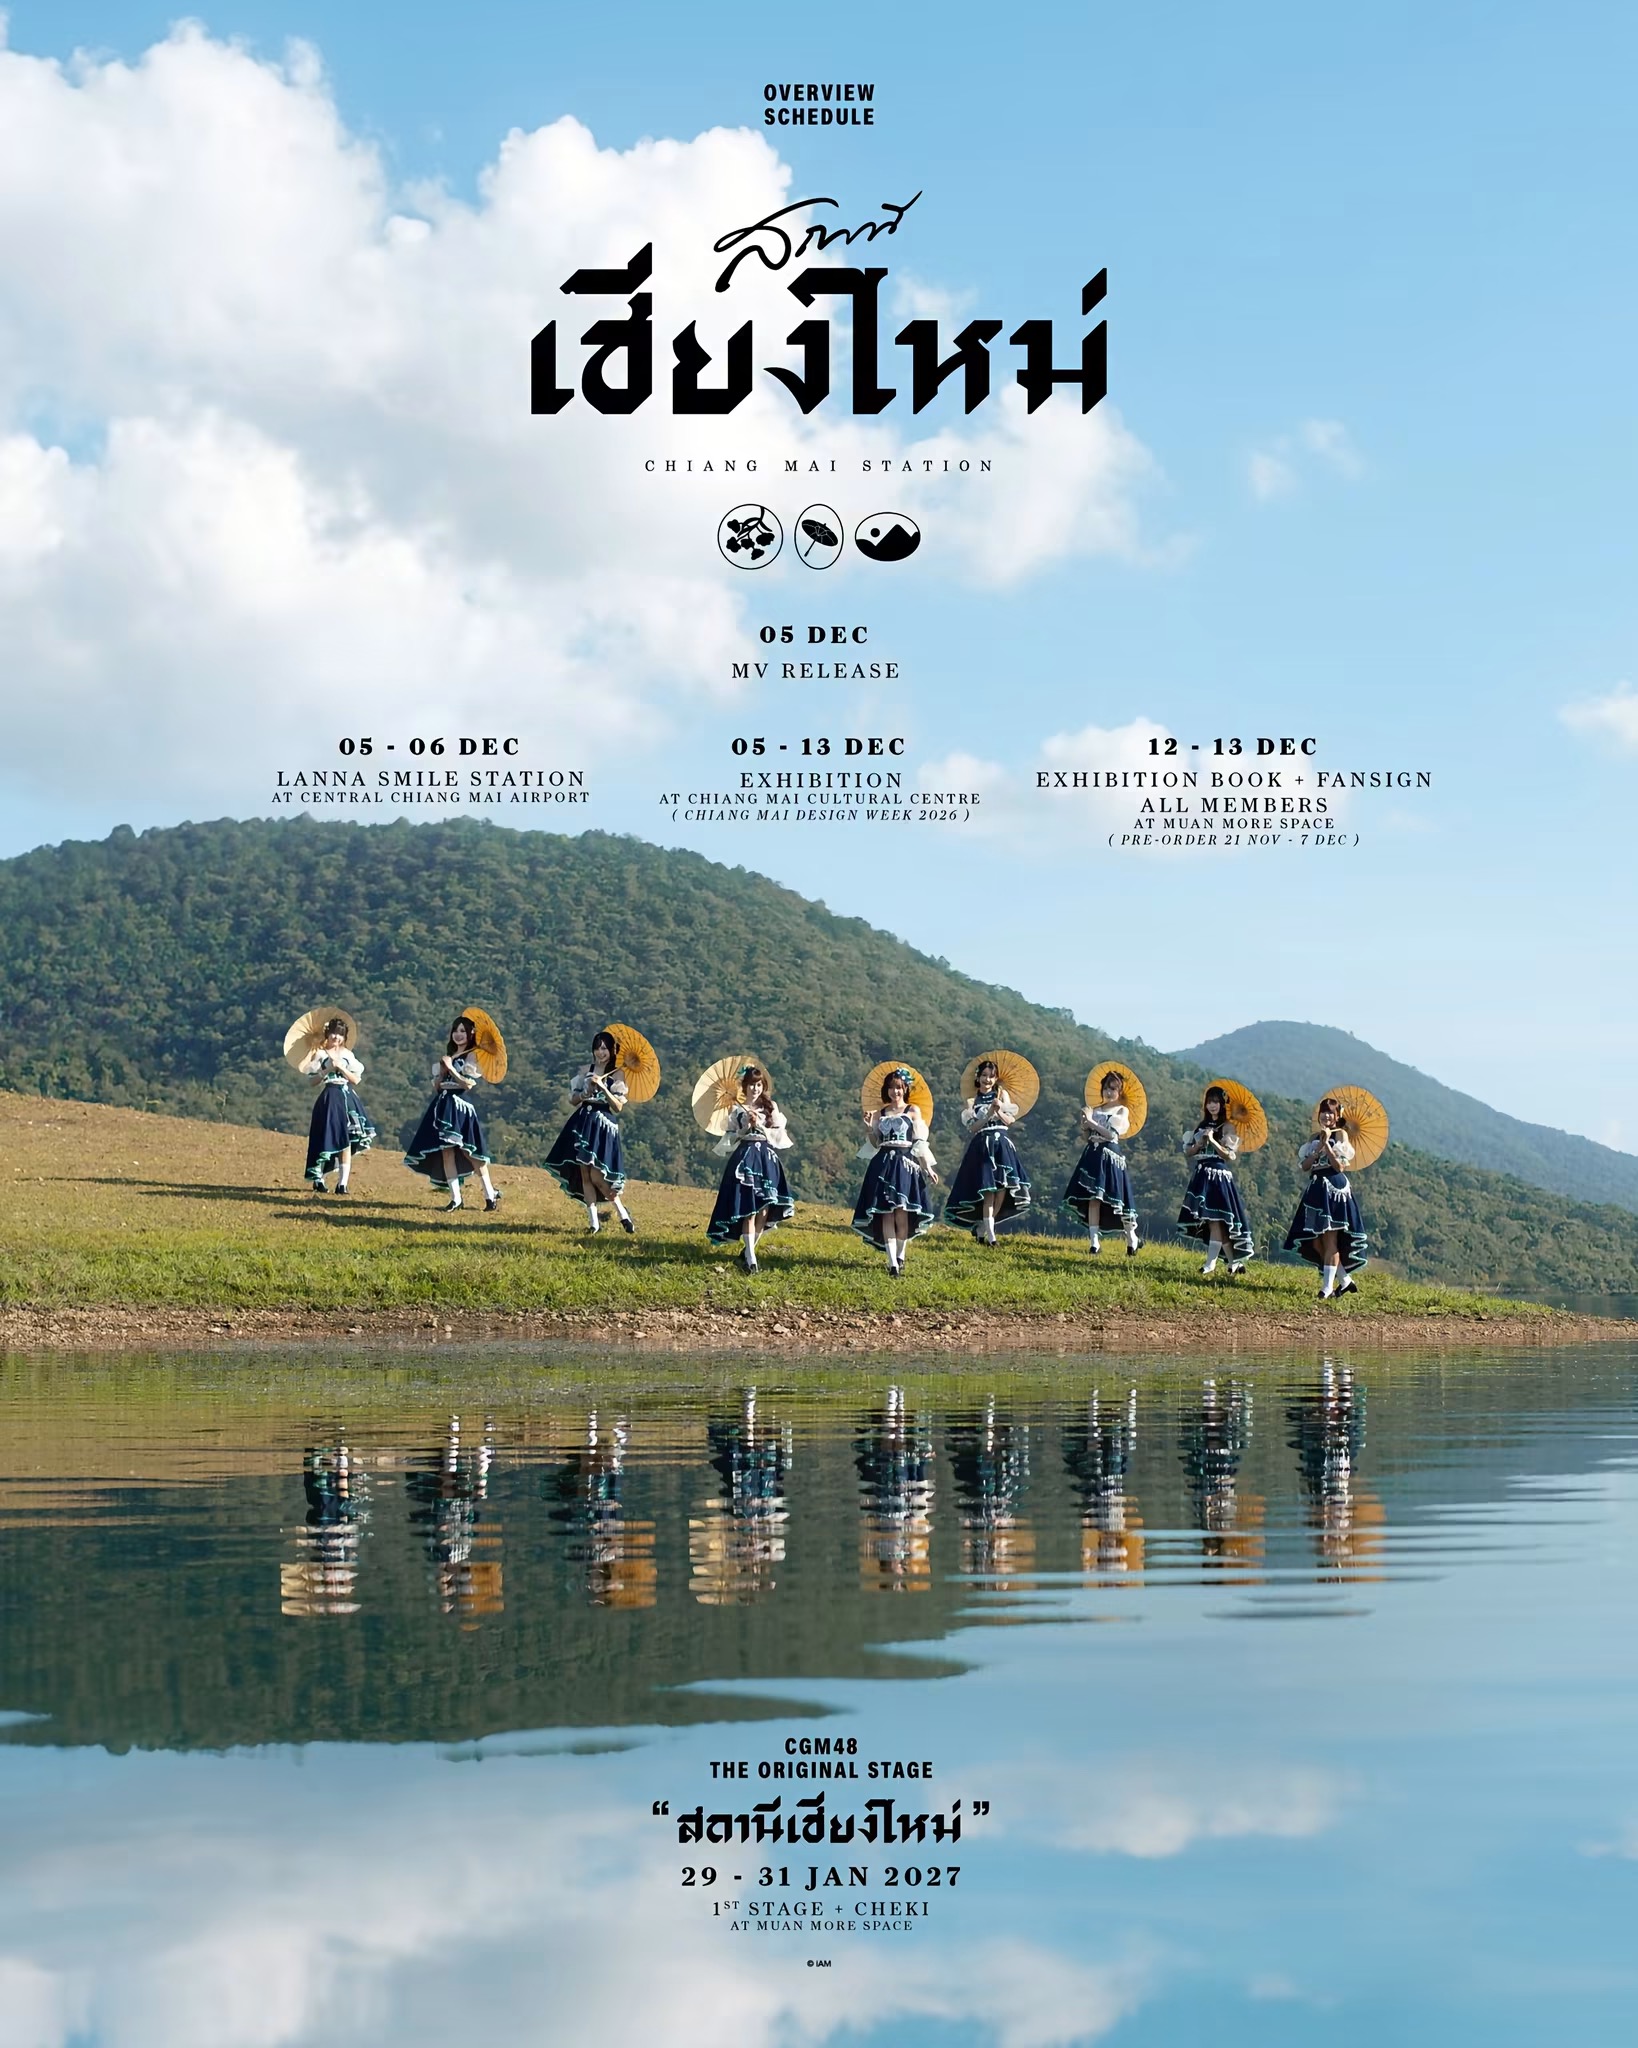 OVERVIEW
SCHEDULE
สถานี
เชียงใหม่
CHIANG MAI STATION
05 DEC
MV RELEASE
05 - 06 DEC
LANNA SMILE STATION
AT CENTRAL CHIANG MAI AIRPORT
05 - 13 DEC
EXHIBITION
AT CHIANG MAI CULTURAL CENTRE
( CHIANG MAI DESIGN WEEK 2026 )
12 - 13 DEC
EXHIBITION BOOK + FANSIGN
ALL MEMBERS
AT MUAN MORE SPACE
( PRE-ORDER 21 NOV - 7 DEC )
CGM48
THE ORIGINAL STAGE
“สถานีเชียงใหม่”
29 - 31 JAN 2027
1ST STAGE + CHEKI
AT MUAN MORE SPACE
© iAM